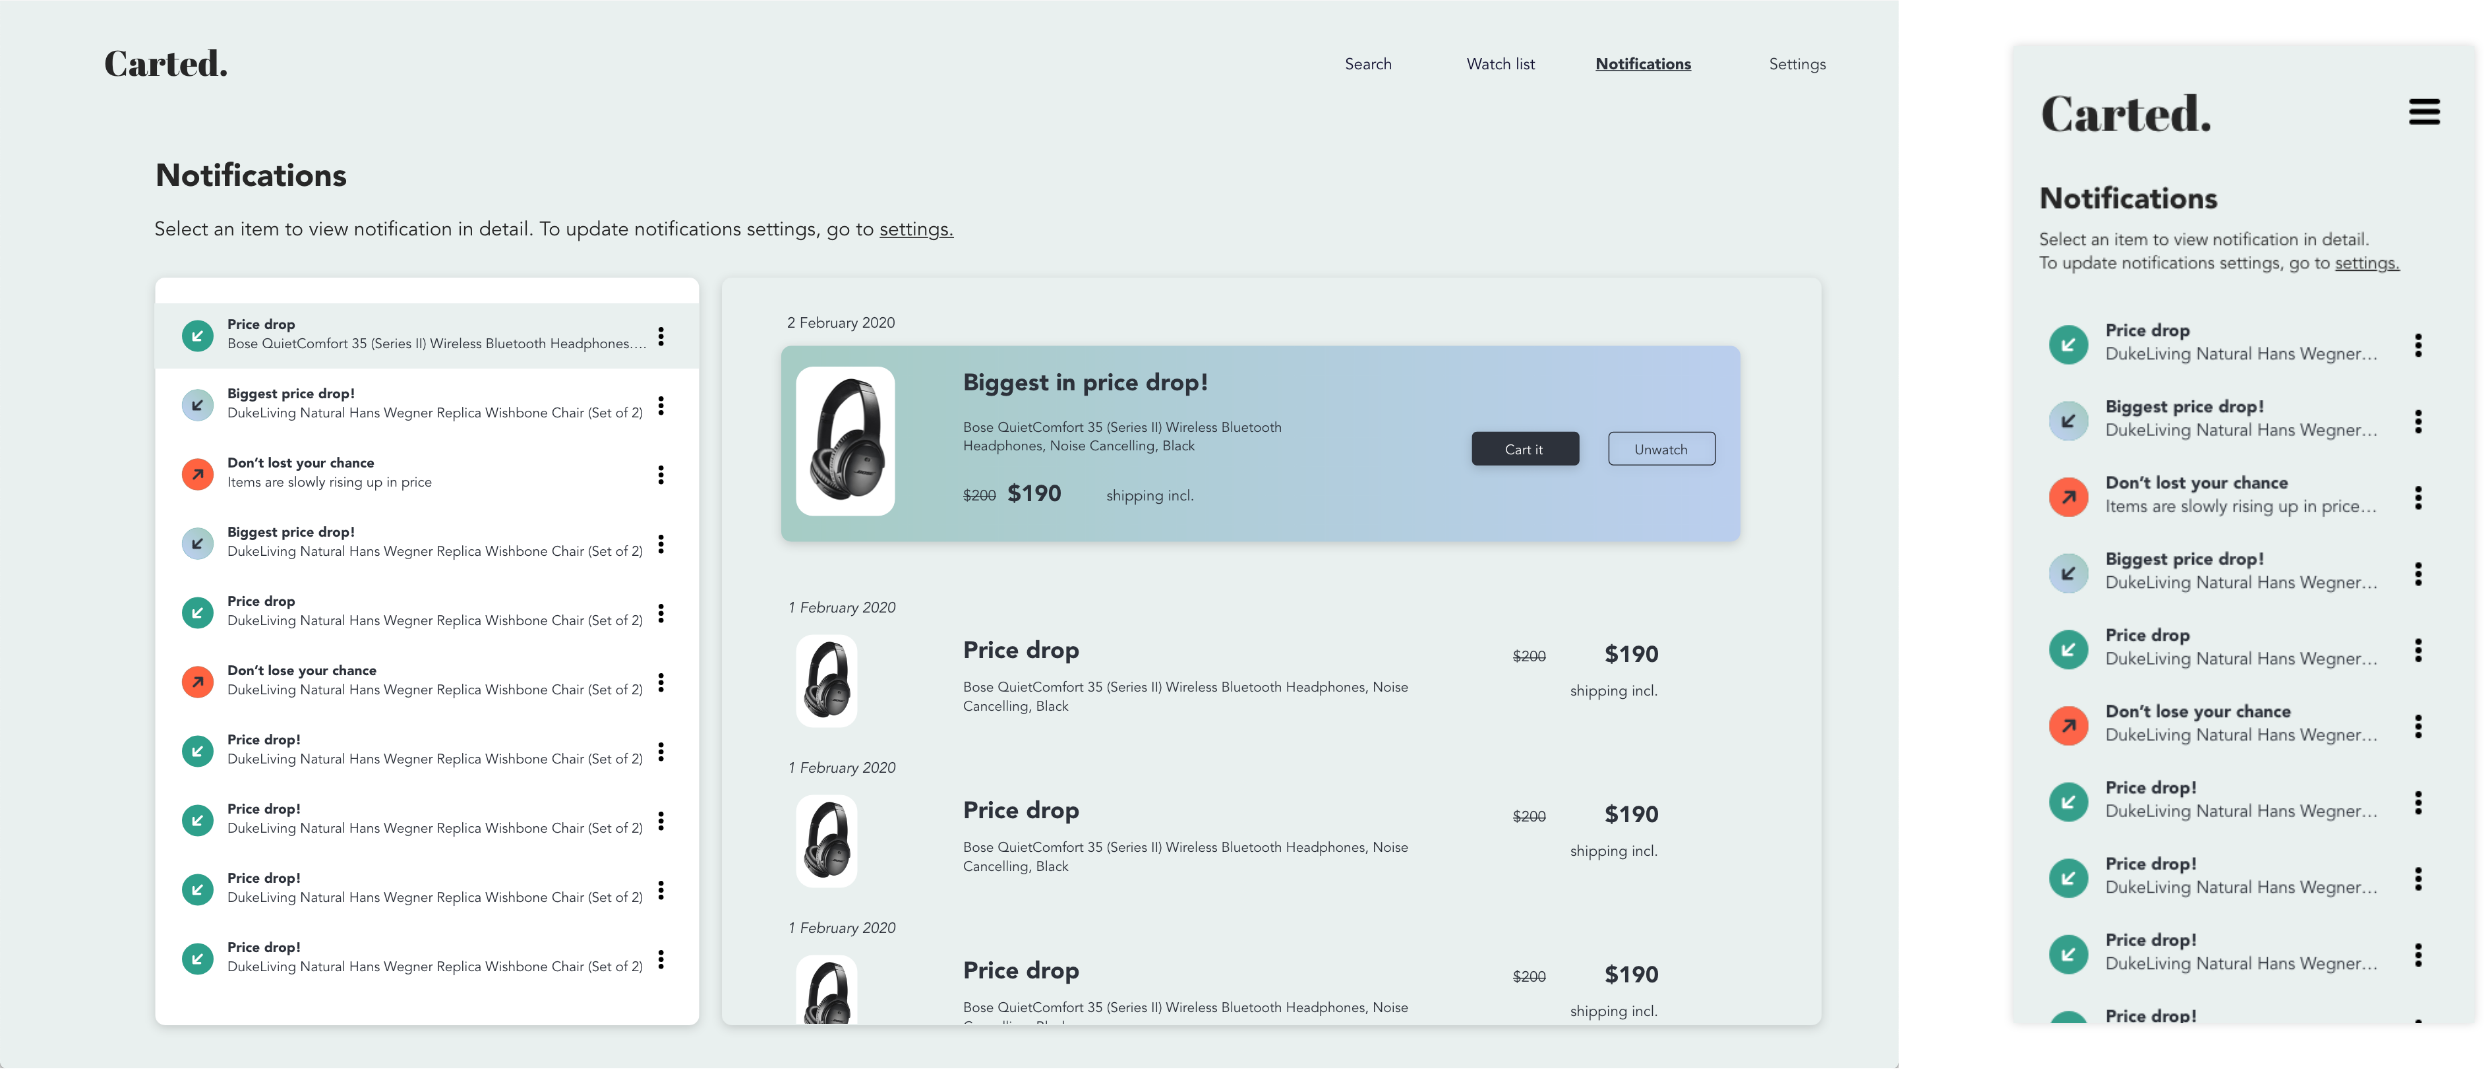 Carted.
Search
Watch list
Notifications
Settings
Notifications
Select an item to view notification in detail. To update notifications settings, go to settings.
Price drop
Bose QuietComfort 35 (Series II) Wireless Bluetooth Headphones....
Biggest price drop!
DukeLiving Natural Hans Wegner Replica Wishbone Chair (Set of 2)
Don't lost your chance
Items are slowly rising up in price
Biggest price drop!
DukeLiving Natural Hans Wegner Replica Wishbone Chair (Set of 2)
Price drop
DukeLiving Natural Hans Wegner Replica Wishbone Chair (Set of 2)
Don't lose your chance
DukeLiving Natural Hans Wegner Replica Wishbone Chair (Set of 2)
Price drop!
DukeLiving Natural Hans Wegner Replica Wishbone Chair (Set of 2)
Price drop!
DukeLiving Natural Hans Wegner Replica Wishbone Chair (Set of 2)
Price drop!
DukeLiving Natural Hans Wegner Replica Wishbone Chair (Set of 2)
Price drop!
DukeLiving Natural Hans Wegner Replica Wishbone Chair (Set of 2)
2 February 2020
Biggest in price drop!
Bose QuietComfort 35 (Series II) Wireless Bluetooth
Headphones, Noise Cancelling, Black
$200 $190 shipping incl.
Cart it
Unwatch
1 February 2020
Price drop
Bose QuietComfort 35 (Series II) Wireless Bluetooth Headphones, Noise
Cancelling, Black
$200 $190
shipping incl.
1 February 2020
Price drop
Bose QuietComfort 35 (Series II) Wireless Bluetooth Headphones, Noise
Cancelling, Black
$200 $190
shipping incl.
1 February 2020
Price drop
Bose QuietComfort 35 (Series II) Wireless Bluetooth Headphones, Noise
$200 $190
shipping incl.
Carted.
Notifications
Select an item to view notification in detail.
To update notifications settings, go to settings.
Price drop
DukeLiving Natural Hans Wegner...
Biggest price drop!
DukeLiving Natural Hans Wegner...
Don't lost your chance
Items are slowly rising up in price...
Biggest price drop!
DukeLiving Natural Hans Wegner...
Price drop
DukeLiving Natural Hans Wegner...
Don't lose your chance
DukeLiving Natural Hans Wegner...
Price drop!
DukeLiving Natural Hans Wegner...
Price drop!
DukeLiving Natural Hans Wegner...
Price drop!
DukeLiving Natural Hans Wegner...
Price drop!